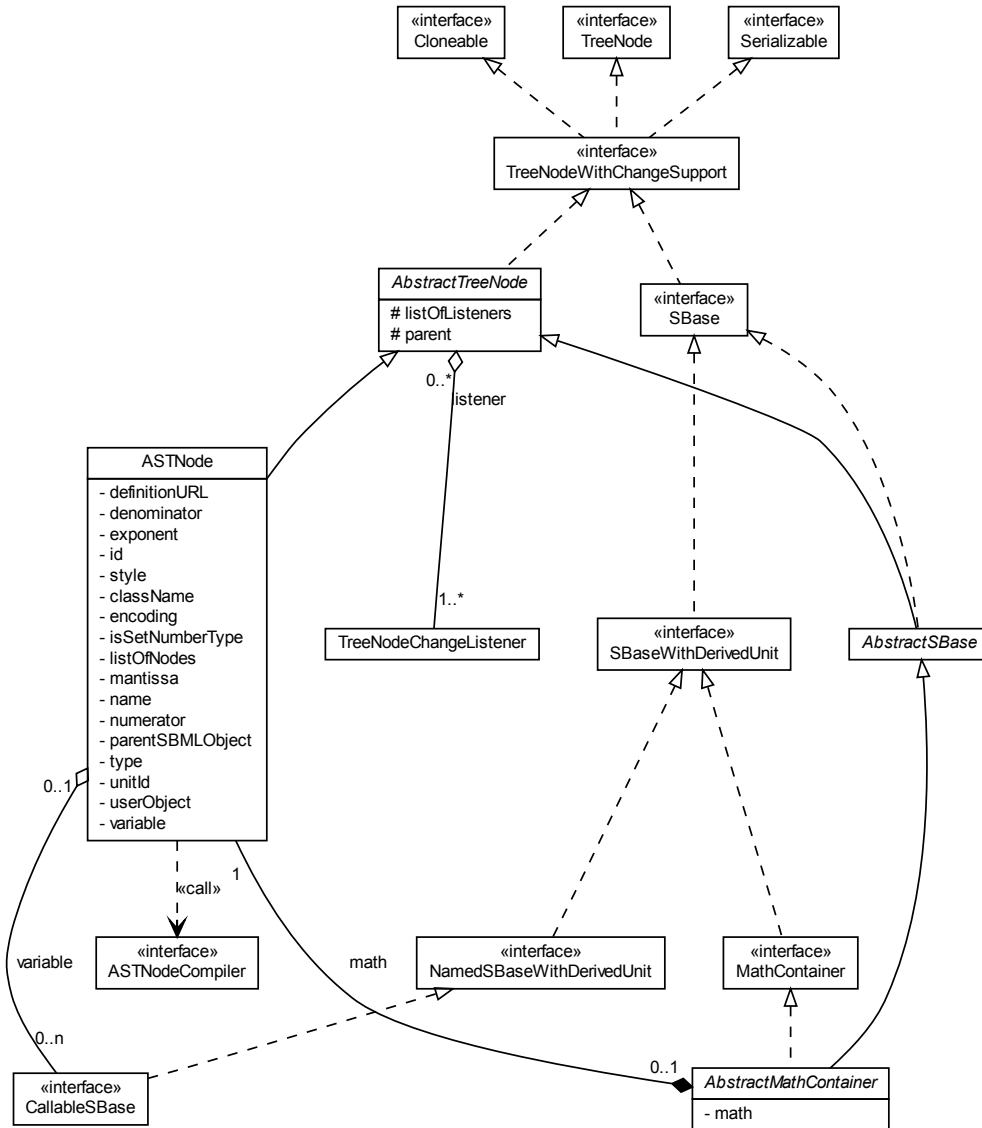 «interface»
Cloneable
«interface»
TreeNode
«interface»
Serializable
«interface»
TreeNodeWithChangeSupport
AbstractTreeNode
# listOfListeners
# parent
«interface»
SBase
0..*
listener
ASTNode
- definitionURL
- denominator
- exponent
- id
- style
- className
- encoding
- isSetNumberType
- listOfNodes
- mantissa
- name
- numerator
- parentSBMLObject
- type
- unitId
- userObject
- variable
1..*
TreeNodeChangeListener
«interface»
SBaseWithDerivedUnit
AbstractSBase
0..1
1
«call»
«interface»
ASTNodeCompiler
variable
math
«interface»
NamedSBaseWithDerivedUnit
«interface»
MathContainer
0..n
0..1
«interface»
CallableSBase
AbstractMathContainer
- math